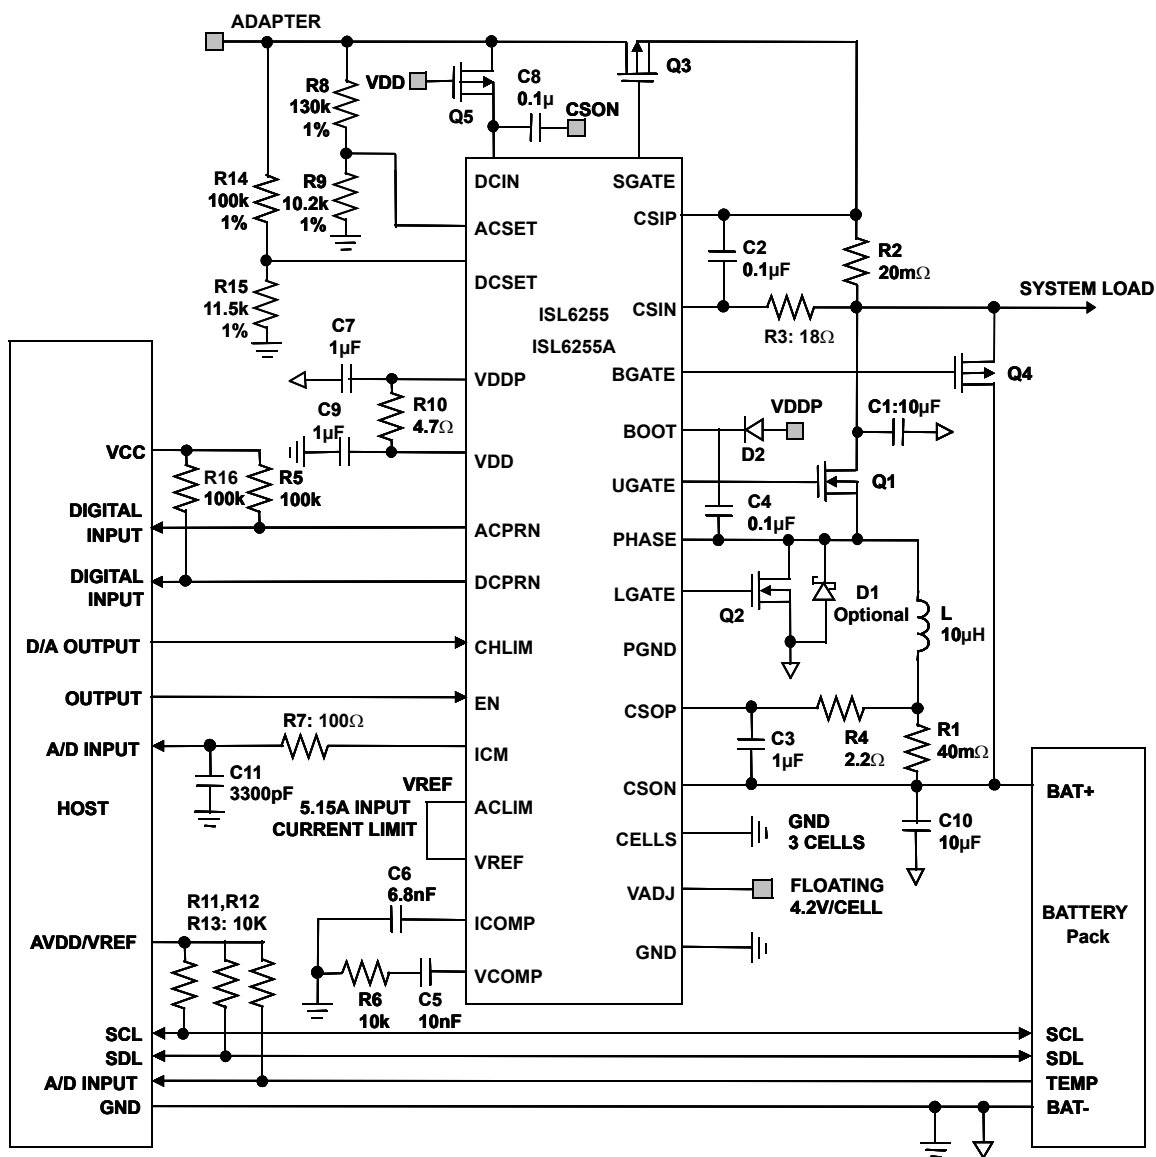 ADAPTER
R8
130k
1%
VDD
Q5
C8
0.1µ
CSON
Q3
R14
100k
1%
R9
10.2k
1%
R15
11.5k
1%
DCIN
SGATE
ACSET
CSIP
DCSET
CSIN
ISL6255
ISL6255A
C2
0.1µF
R2
20mΩ
R3: 18Ω
SYSTEM LOAD
C7
1µF
VDDP
BGATE
Q4
R10
4.7Ω
C9
1µF
VDD
BOOT
VDDP
D2
C1:10µF
VCC
R16
100k
R5
100k
UGATE
Q1
DIGITAL
INPUT
ACPRN
C4
0.1µF
PHASE
DIGITAL
INPUT
DCPRN
LGATE
Q2
D1
Optional
L
10µH
D/A OUTPUT
CHLIM
PGND
OUTPUT
EN
CSOP
R7: 100Ω
A/D INPUT
ICM
C3
1µF
R4
2.2Ω
R1
40mΩ
C11
3300pF
CSON
BAT+
VREF
HOST
5.15A INPUT
CURRENT LIMIT
ACLIM
CELLS
GND
3 CELLS
C10
10µF
VREF
VADJ
FLOATING
4.2V/CELL
C6
6.8nF
R11,R12
R13: 10K
ICOMP
BATTERY
Pack
AVDD/VREF
GND
VCOMP
R6
10k
C5
10nF
SCL
SCL
SDL
SDL
A/D INPUT
TEMP
GND
BAT-